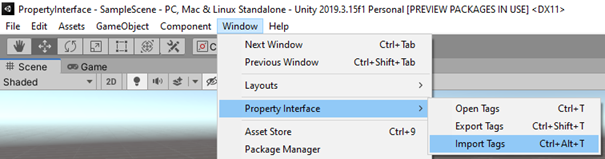 PropertyInterface - SampleScene - PC, Mac & Linux Standalone - Unity 2019.3.15f1 Personal [PREVIEW PACKAGES IN USE] <DX11>
File Edit Assets GameObject Component Window Help
Next Window Ctrl+Tab
Previous Window Ctrl+Shift+Tab
Scene Game
Shaded 2D
Layouts
Property Interface
Open Tags Ctrl+T
Export Tags Ctrl+Shift+T
Import Tags Ctrl+Alt+T
Asset Store Ctrl+9
Package Manager